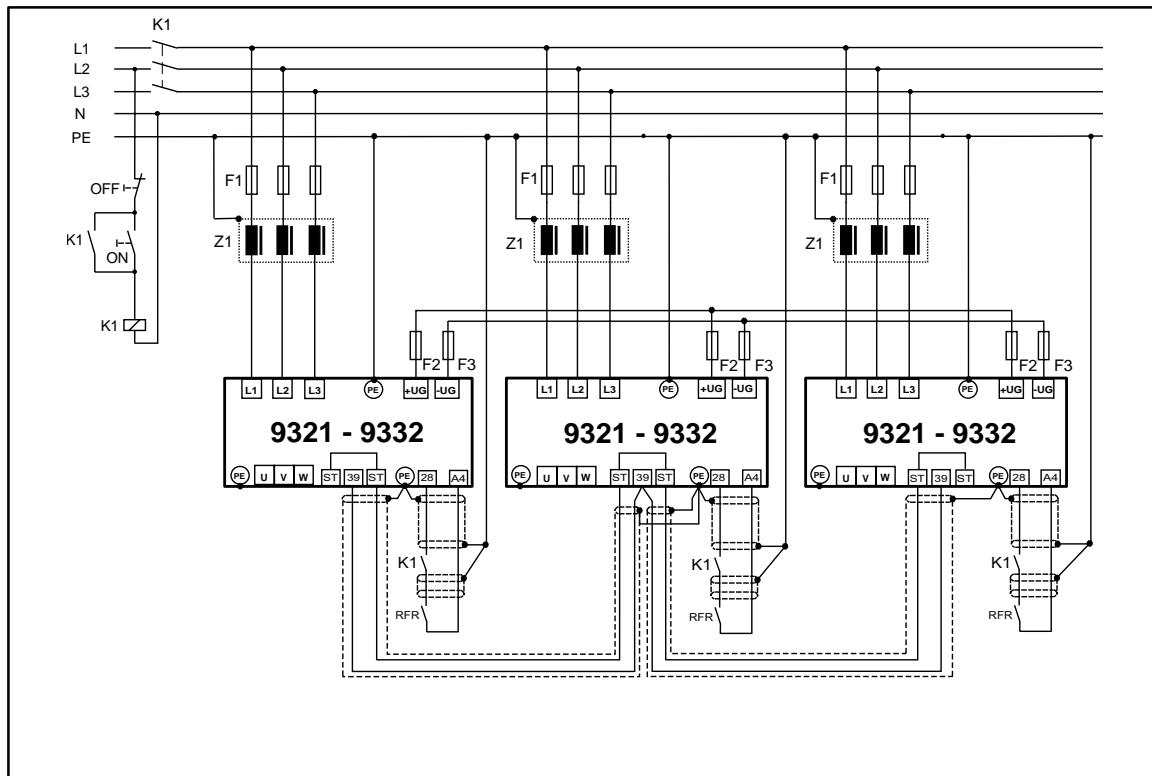 K1
L1
L2
L3
N
PE
OFF
K1
ON
K1
F1 F1 F1
Z1 Z1 Z1
F2 F3 F2 F3 F2 F3
L1 L2 L3 PE +UG -UG L1 L2 L3 PE +UG -UG L1 L2 L3 PE +UG -UG
9321 - 9332 9321 - 9332 9321 - 9332
PE U V W ST 39 ST PE 28 A4 PE U V W ST 39 ST PE 28 A4 PE U V W ST 39 ST PE 28 A4
K1 K1 K1
RFR RFR RFR